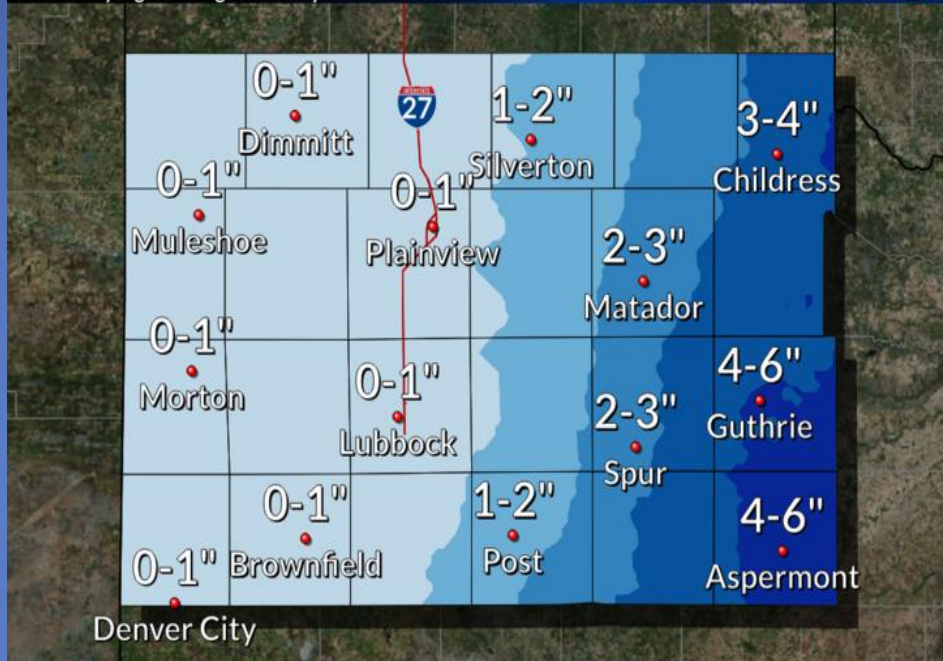 0-1"
Dimmitt
INTERSTATE
27
1-2"
Silverton
3-4"
Childress
0-1"
Muleshoe
0-1"
Plainview
2-3"
Matador
0-1"
Morton
0-1"
Lubbock
4-6"
Guthrie
2-3"
Spur
0-1"
Brownfield
1-2"
Post
4-6"
Aspermont
0-1"
Denver City